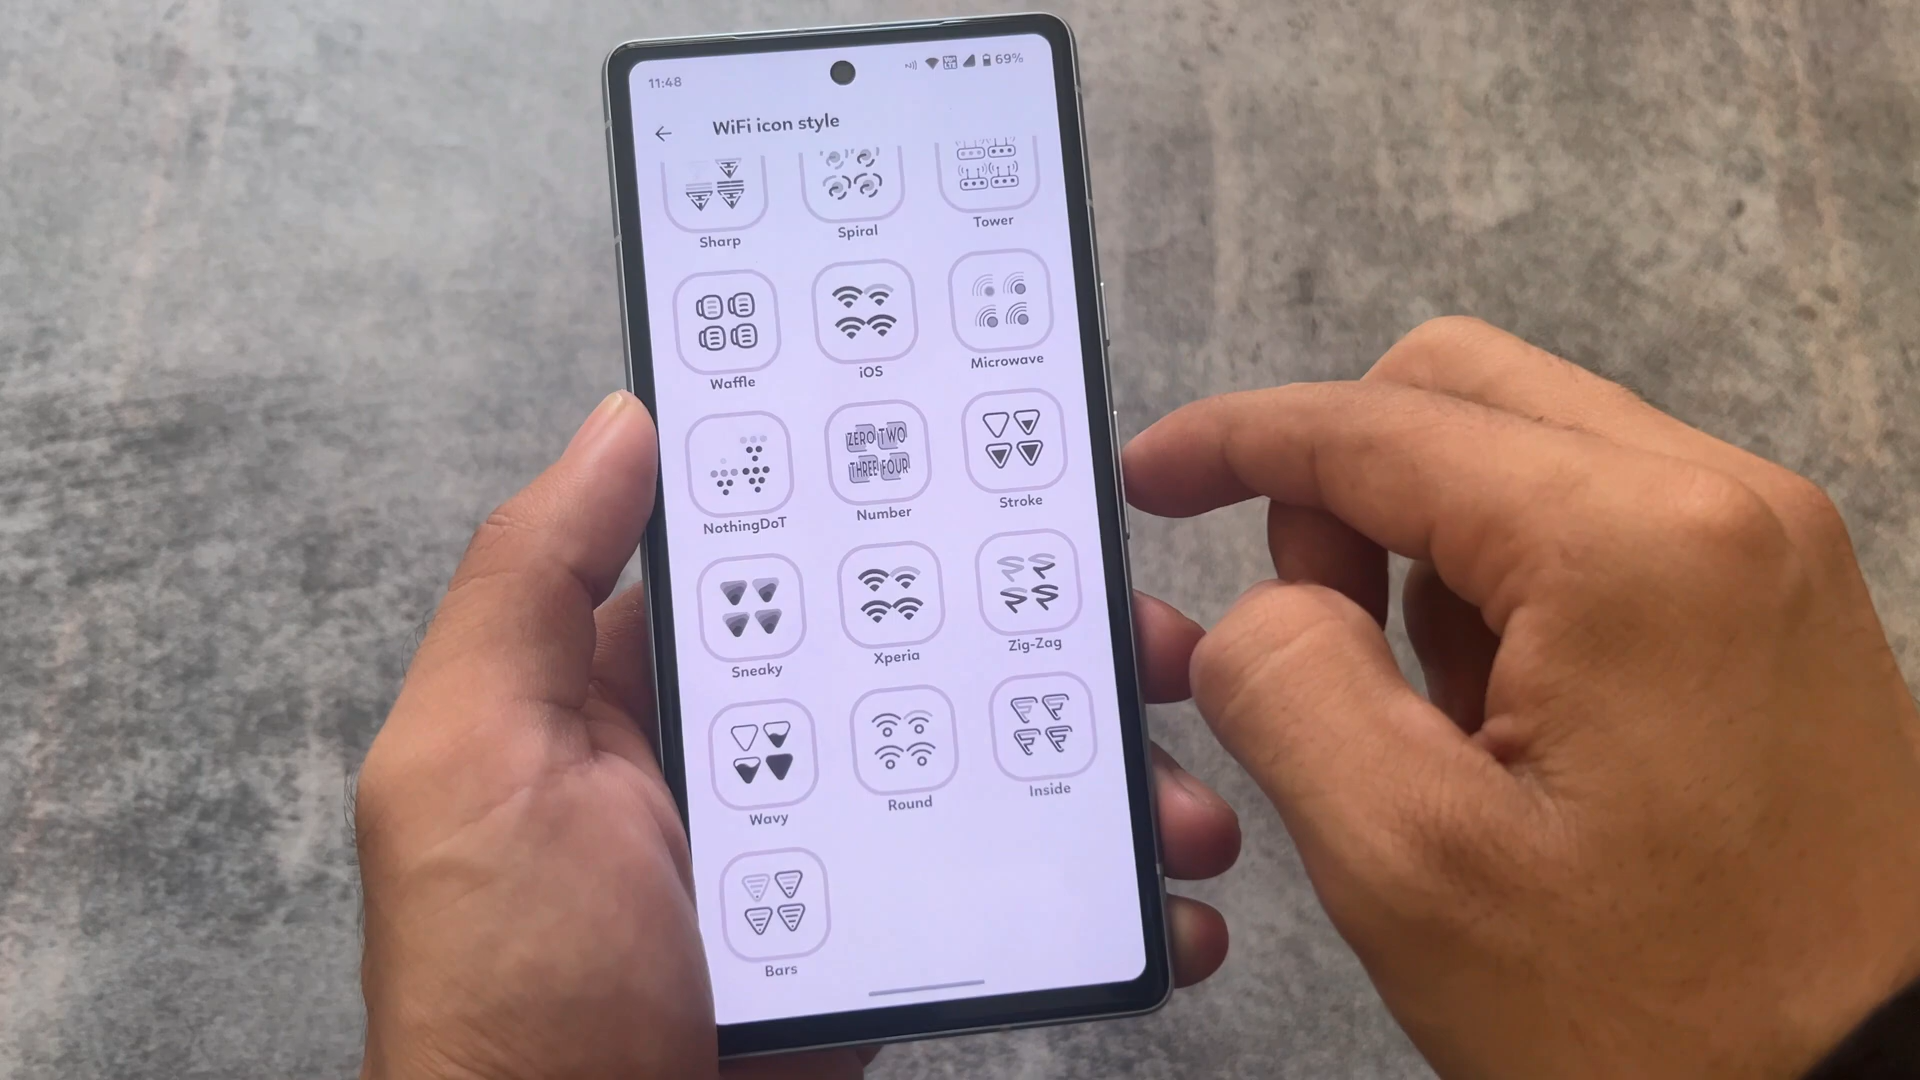 11:48
69%
WiFi icon style
Sharp
Spiral
Tower
Waffle
iOS
Microwave
ZERO TWO
THREE FOUR
NothingDoT
Number
Stroke
Sneaky
Xperia
Zig-Zag
Wavy
Round
Inside
Bars